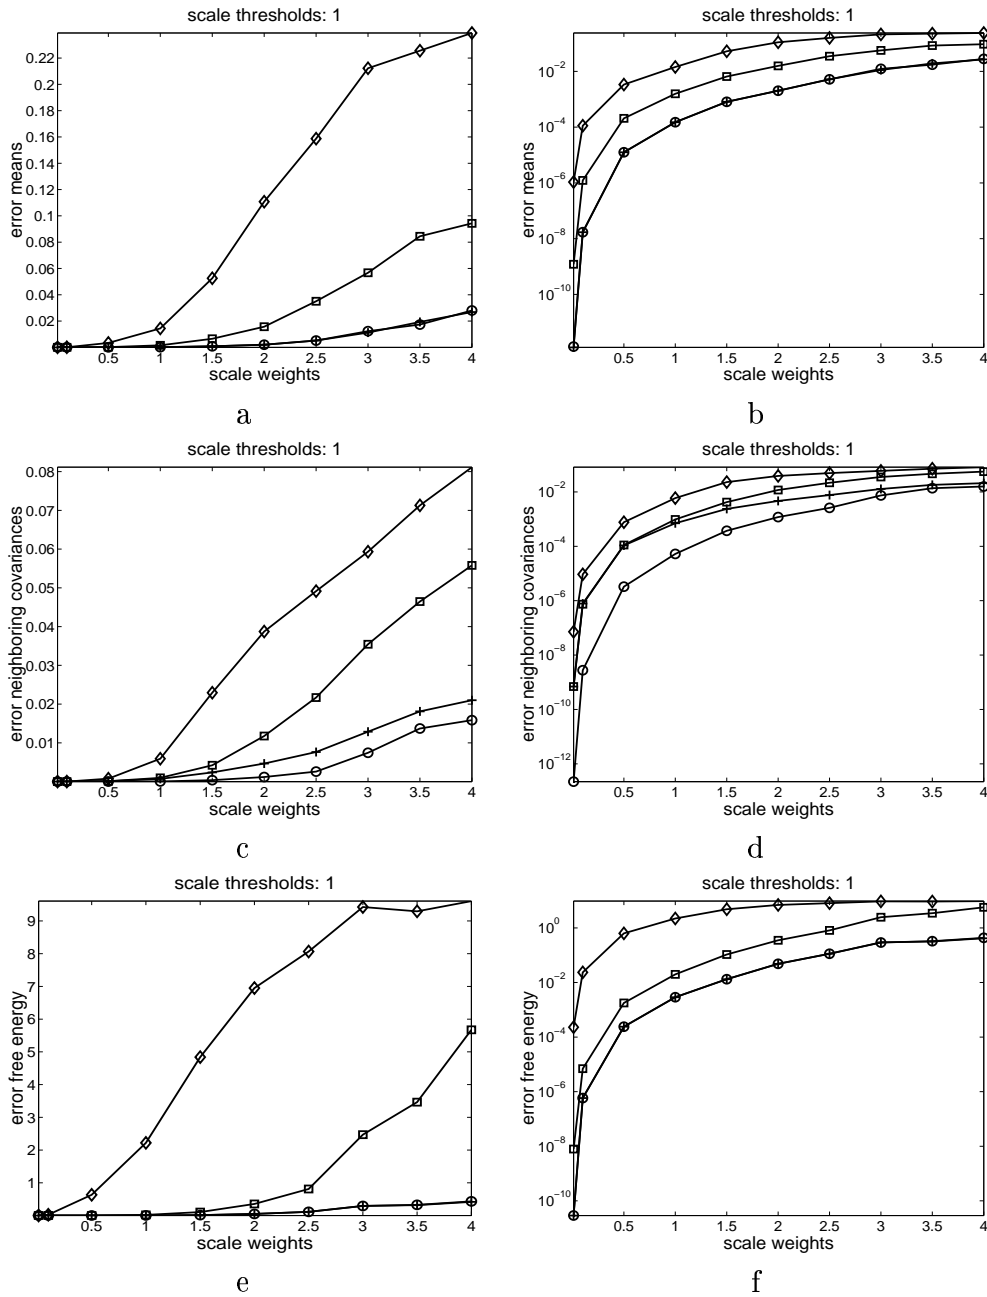 scale thresholds: 1
error means
0.22
0.2
0.18
0.16
0.14
0.12
0.1
0.08
0.06
0.04
0.02
0.5 1 1.5 2 2.5 3 3.5 4
scale weights
a
scale thresholds: 1
error means
10−2
10−4
10−6
10−8
10−10
0.5 1 1.5 2 2.5 3 3.5 4
scale weights
b
scale thresholds: 1
error neighboring covariances
0.08
0.07
0.06
0.05
0.04
0.03
0.02
0.01
0.5 1 1.5 2 2.5 3 3.5 4
scale weights
c
scale thresholds: 1
error neighboring covariances
10−2
10−4
10−6
10−8
10−10
10−12
0.5 1 1.5 2 2.5 3 3.5 4
scale weights
d
scale thresholds: 1
error free energy
9
8
7
6
5
4
3
2
1
0.5 1 1.5 2 2.5 3 3.5 4
scale weights
e
scale thresholds: 1
error free energy
100
10−2
10−4
10−6
10−8
10−10
0.5 1 1.5 2 2.5 3 3.5 4
scale weights
f